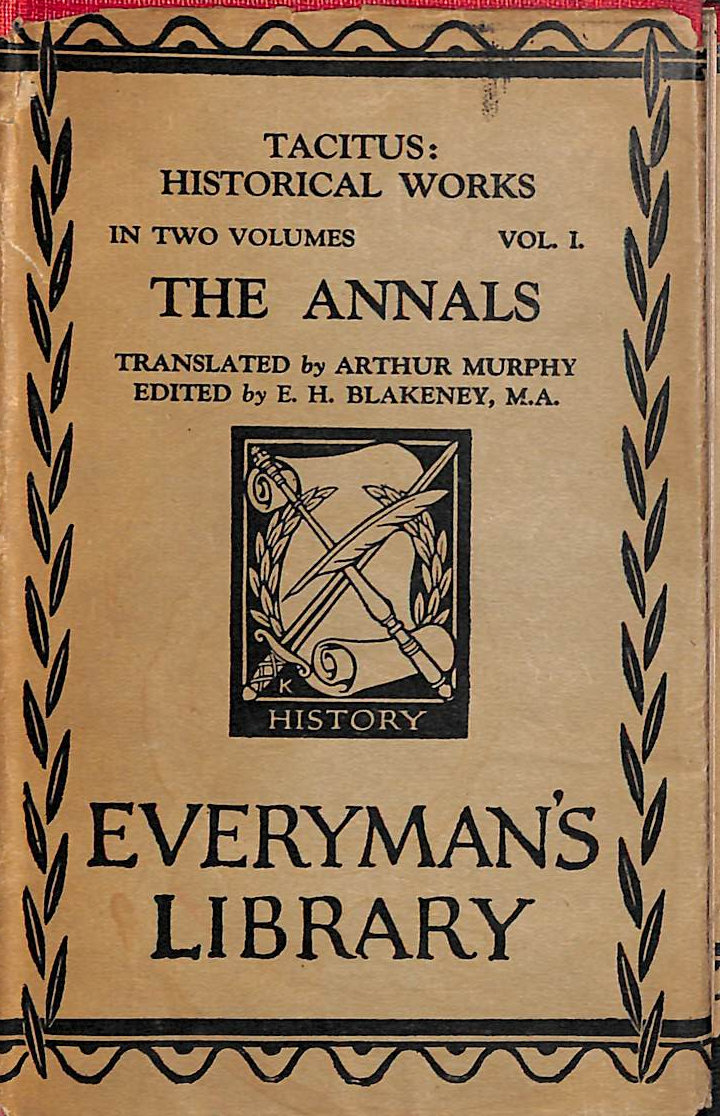 TACITUS:
HISTORICAL WORKS
IN TWO VOLUMES VOL. I.
THE ANNALS
TRANSLATED by ARTHUR MURPHY
EDITED by E. H. BLAKENEY, M.A.
K
HISTORY
EVERYMAN'S
LIBRARY